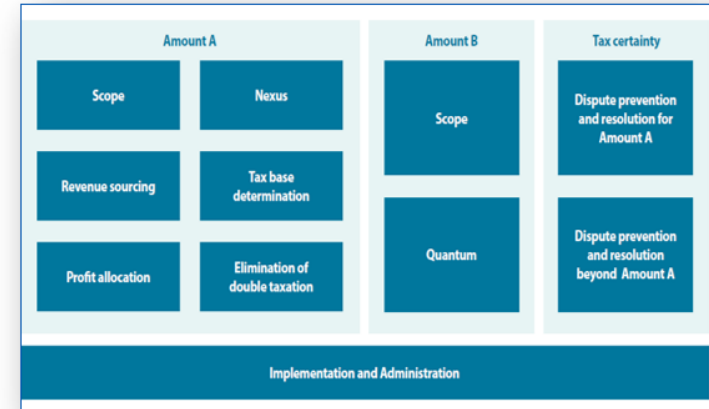 Amount A
Scope
Nexus
Revenue sourcing
Tax base
determination
Profit allocation
Elimination of
double taxation
Amount B
Scope
Quantum
Tax certainty
Dispute prevention
and resolution for
Amount A
Dispute prevention
and resolution
beyond Amount A
Implementation and Administration